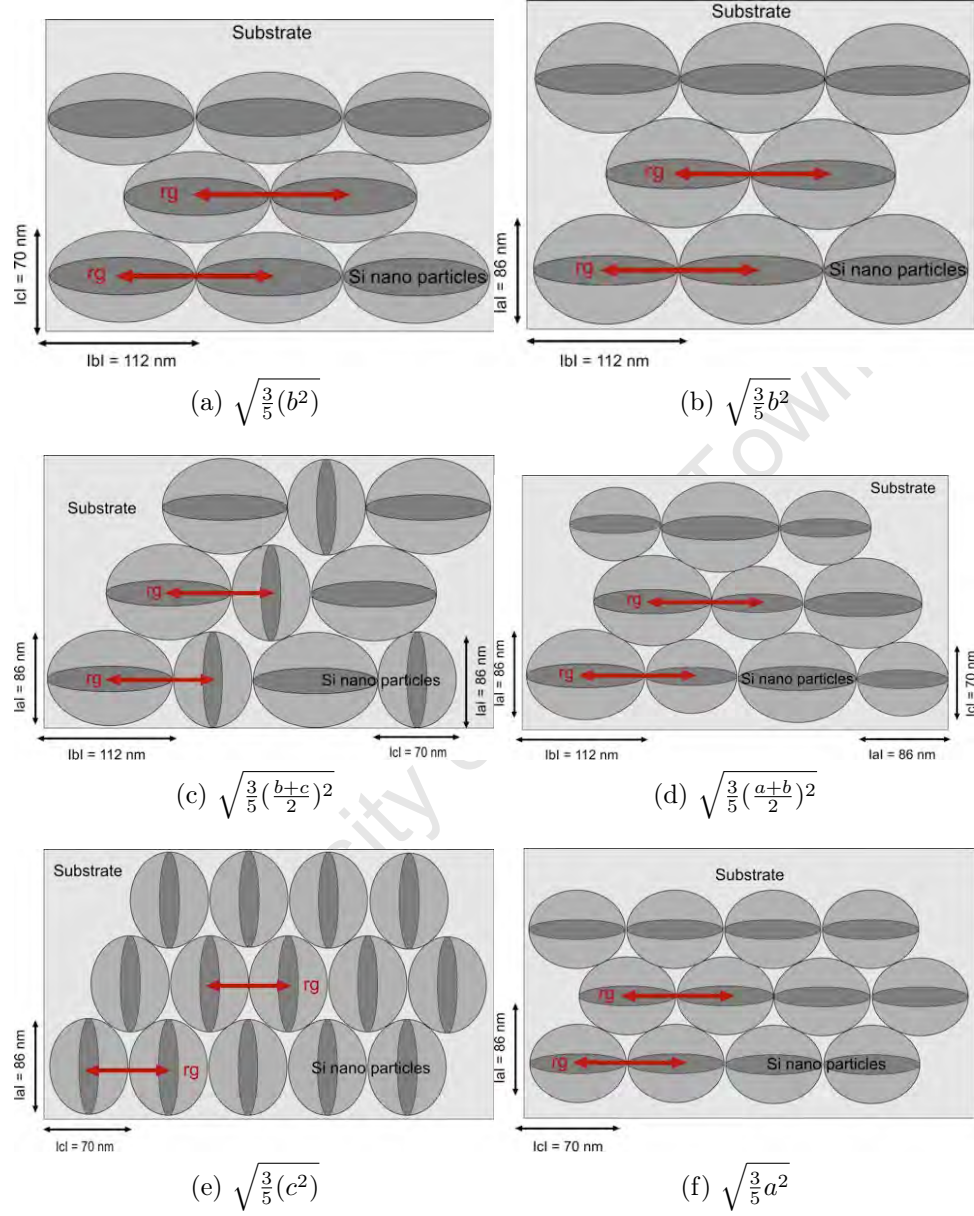 Substrate
rg
rg
Si nano particles
IcI = 70 nm
IbI = 112 nm
(a) √(3/5(b²))
Substrate
rg
rg
Si nano particles
IaI = 86 nm
IbI = 112 nm
(b) √(3/5b²)
Substrate
rg
rg
Si nano particles
IaI = 86 nm
IaI = 86 nm
IbI = 112 nm
IcI = 70 nm
(c) √(3/5((b+c)/2)²)
Substrate
rg
rg
Si nano particles
IaI = 86 nm
IcI = 70 nm
IbI = 112 nm
IaI = 86 nm
(d) √(3/5((a+b)/2)²)
Substrate
rg
rg
Si nano particles
IaI = 86 nm
IcI = 70 nm
(e) √(3/5(c²))
Substrate
rg
rg
Si nano particles
IaI = 86 nm
IcI = 70 nm
(f) √(3/5a²)
Town
sity